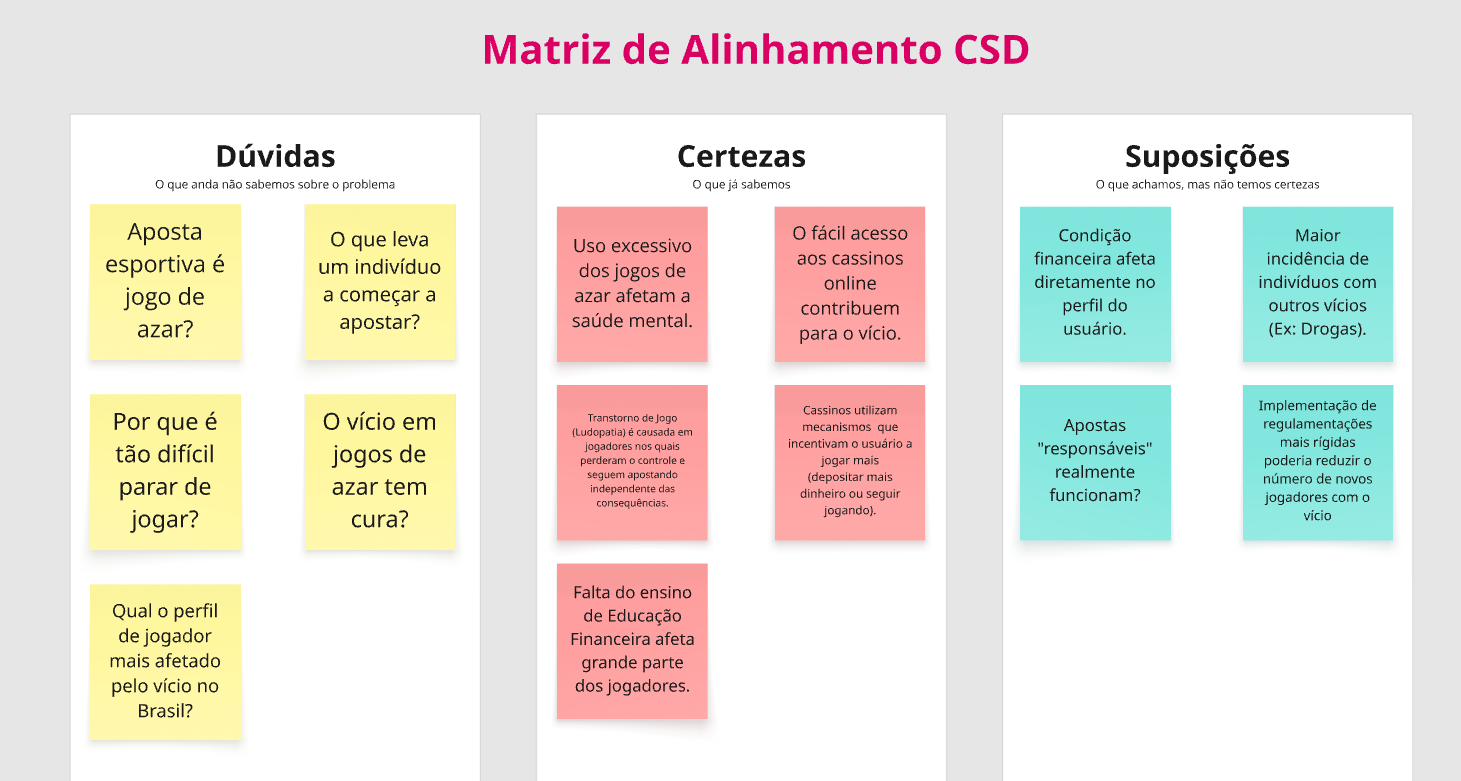 Matriz de Alinhamento CSD
Dúvidas
O que anda não sabemos sobre o problema
Aposta
esportiva é
jogo de
azar?
O que leva
um indivíduo
a começar a
apostar?
Por que é
tão difícil
parar de
jogar?
O vício em
jogos de
azar tem
cura?
Qual o perfil
de jogador
mais afetado
pelo vício no
Brasil?
Certezas
O que já sabemos
Uso excessivo
dos jogos de
azar afetam a
saúde mental.
O fácil acesso
aos cassinos
online
contribuem
para o vício.
Transtorno de Jogo
(Ludopatia) é causada em
jogadores nos quais
perderam o controle e
seguem apostando
independente das
consequências.
Cassinos utilizam
mecanismos que
incentivam o usuário a
jogar mais
(depositar mais
dinheiro ou seguir
jogando).
Falta do ensino
de Educação
Financeira afeta
grande parte
dos jogadores.
Suposições
O que achamos, mas não temos certezas
Condição
financeira afeta
diretamente no
perfil do
usuário.
Maior
incidência de
indivíduos com
outros vícios
(Ex: Drogas).
Apostas
"responsáveis"
realmente
funcionam?
Implementação de
regulamentações
mais rígidas
poderia reduzir o
número de novos
jogadores com o
vício